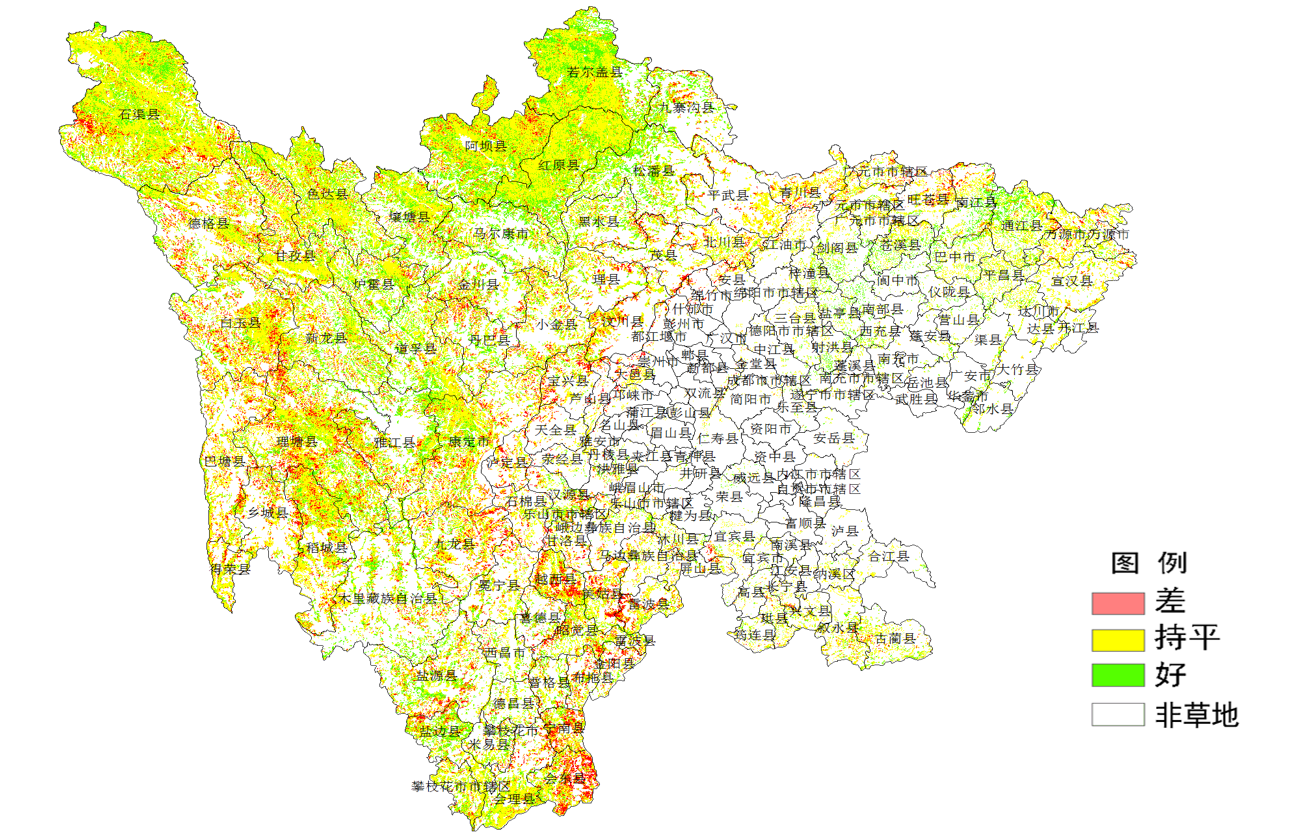 若尔盖县
九寨沟县
石渠县
阿坝县
红原县
松潘县
广元市市辖区
平武县
青川县
色达县
旺苍县
南江县
元市市辖区
德格县
壤塘县
黑水县
广元市市辖区
通江县
马尔康市
万源市万源市
北川县
江油市
剑阁县
苍溪县
甘孜县
茂县
巴中市
炉霍县
金川县
理县
安县
梓潼县
阆中市
平昌县
宣汉县
绵竹市
绵阳市市辖区
仪陇县
白玉县
小金县
汶川县
什邡市
彭州市
三台县
盐亭县
南部县
营山县
达川市
新龙县
道孚县
丹巴县
都江堰市
广汉市
德阳市市辖区
西充县
蓬安县
渠县
达县
开江县
崇州市
郫县
新都县
金堂县
中江县
射洪县
蓬溪县
南充市
大竹县
宝兴县
大邑县
成都市市辖区
南充市市辖区
岳池县
广安市
芦山县
邛崃市
双流县
简阳市
遂宁市市辖区
武胜县
华蓥市
蒲江县
彭山县
乐至县
邻水县
理塘县
雅江县
康定市
天全县
名山县
雅安市
眉山县
仁寿县
资阳市
安岳县
巴塘县
泸定县
荥经县
丹棱县
夹江县
青神县
资中县
洪雅县
井研县
威远县
内江市市辖区
石棉县
汉源县
峨眉山市
荣县
自贡市市辖区
乡城县
乐山市市辖区
乐山市市辖区
隆昌县
犍为县
稻城县
九龙县
峨边彝族自治县
甘洛县
沐川县
宜宾县
富顺县
泸县
得荣县
马边彝族自治县
屏山县
宜宾市
南溪县
合江县
越西县
江安县
纳溪区
木里藏族自治县
冕宁县
美姑县
雷波县
高县
长宁县
喜德县
昭觉县
珙县
兴文县
西昌市
雷波县
筠连县
叙永县
古蔺县
盐源县
金阳县
普格县
布拖县
德昌县
盐边县
攀枝花市
宁南县
米易县
攀枝花市市辖区
会东县
会理县
图 例
差
持平
好
非草地